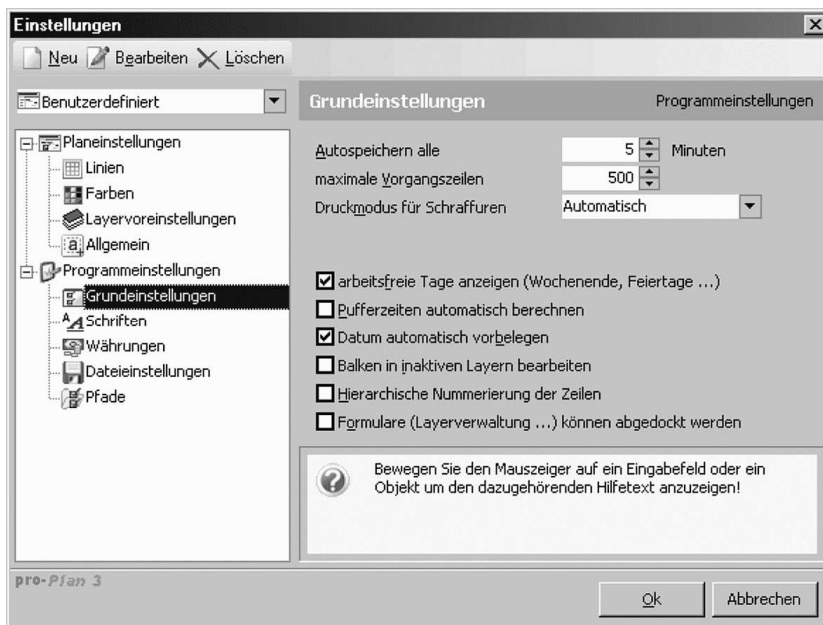 Einstellungen
Neu Bearbeiten Löschen
Benutzerdefiniert
Grundeinstellungen Programmeinstellungen
Planeinstellungen
Linien
Farben
Layervoreinstellungen
Allgemein
Programmeinstellungen
Grundeinstellungen
Schriften
Währungen
Dateieinstellungen
Pfade
Autospeichern alle 5 Minuten
maximale Vorgangszeilen 500
Druckmodus für Schraffuren Automatisch
arbeitsfreie Tage anzeigen (Wochenende, Feiertage ...)
Pufferzeiten automatisch berechnen
Datum automatisch vorbelegen
Balken in inaktiven Layern bearbeiten
Hierarchische Nummerierung der Zeilen
Formulare (Layerverwaltung ...) können abgedockt werden
Bewegen Sie den Mauszeiger auf ein Eingabefeld oder ein
Objekt um den dazugehörenden Hilfetext anzuzeigen!
pro-Plan 3
Ok Abbrechen